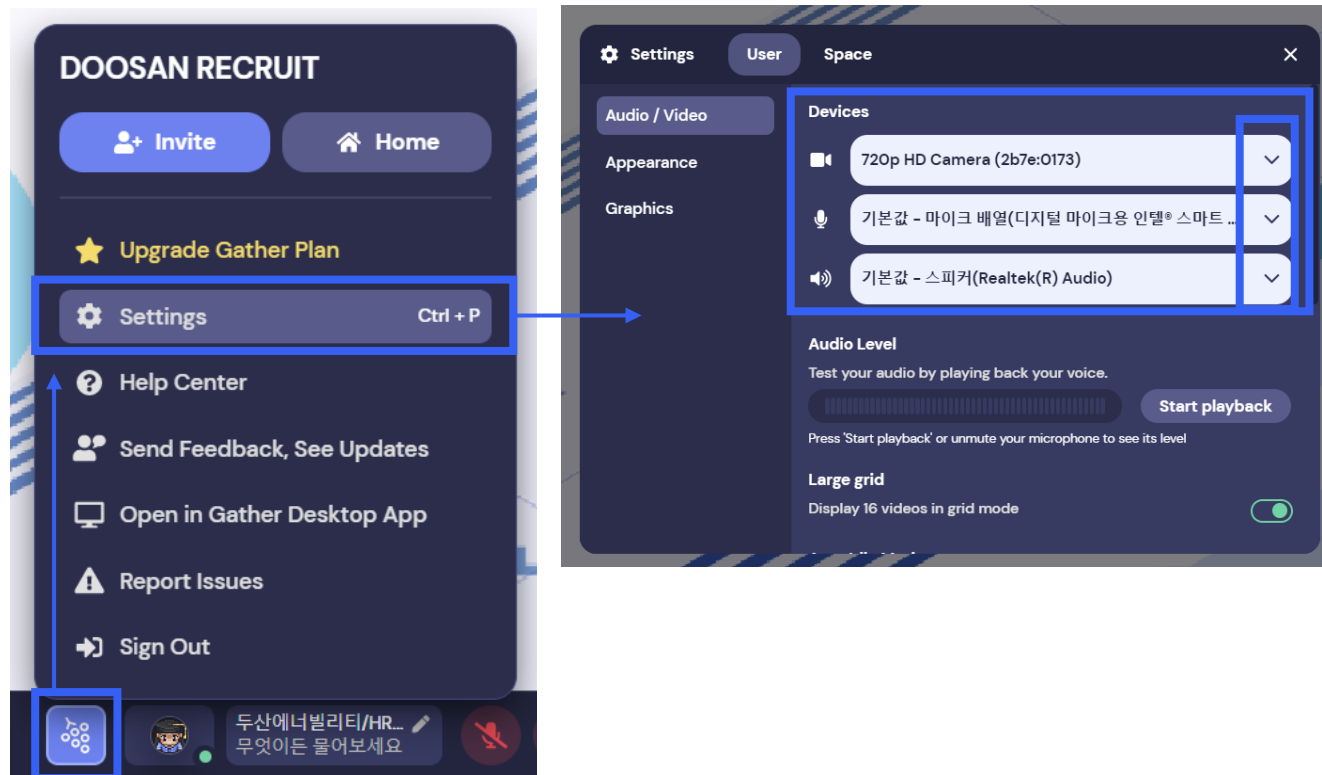 DOOSAN RECRUIT
Invite
Home
Upgrade Gather Plan
Settings
Ctrl + P
Help Center
Send Feedback, See Updates
Open in Gather Desktop App
Report Issues
Sign Out
두산에너빌리티/HR...
무엇이든 물어보세요
Settings
User
Space
Audio / Video
Appearance
Graphics
Devices
720p HD Camera (2b7e:0173)
기본값 - 마이크 배열(디지털 마이크용 인텔® 스마트 ...
기본값 - 스피커(Realtek(R) Audio)
Audio Level
Test your audio by playing back your voice.
Start playback
Press 'Start playback' or unmute your microphone to see its level
Large grid
Display 16 videos in grid mode